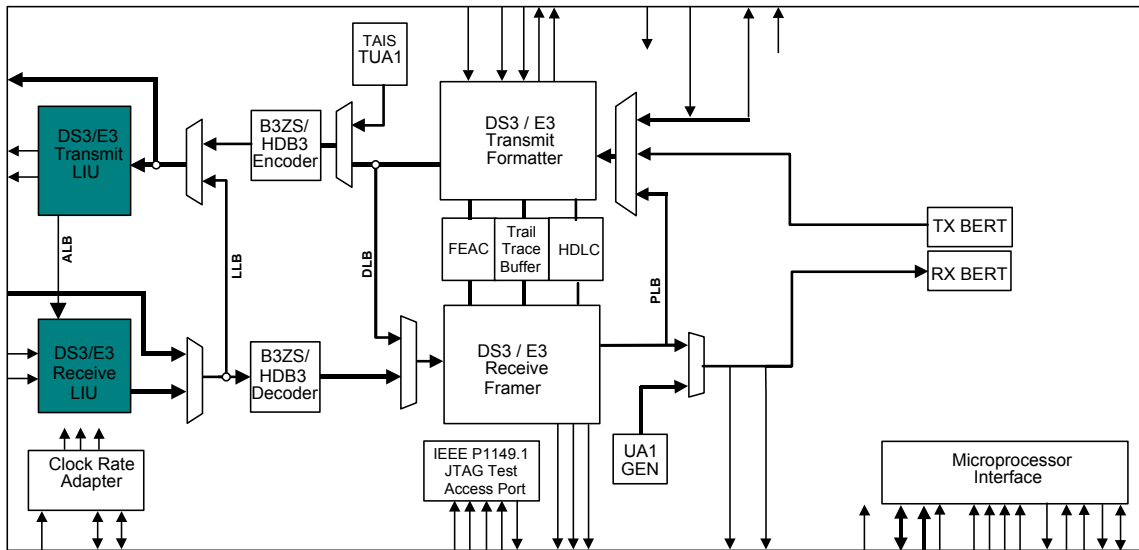 TAIS
TUA1
DS3/E3
Transmit
LIU
B3ZS/
HDB3
Encoder
DS3 / E3
Transmit
Formatter
TX BERT
RX BERT
ALB
LLB
DLB
FEAC
Trail
Trace
Buffer
HDLC
PLB
DS3/E3
Receive
LIU
B3ZS/
HDB3
Decoder
DS3 / E3
Receive
Framer
UA1
GEN
Clock Rate
Adapter
IEEE P1149.1
JTAG Test
Access Port
Microprocessor
Interface